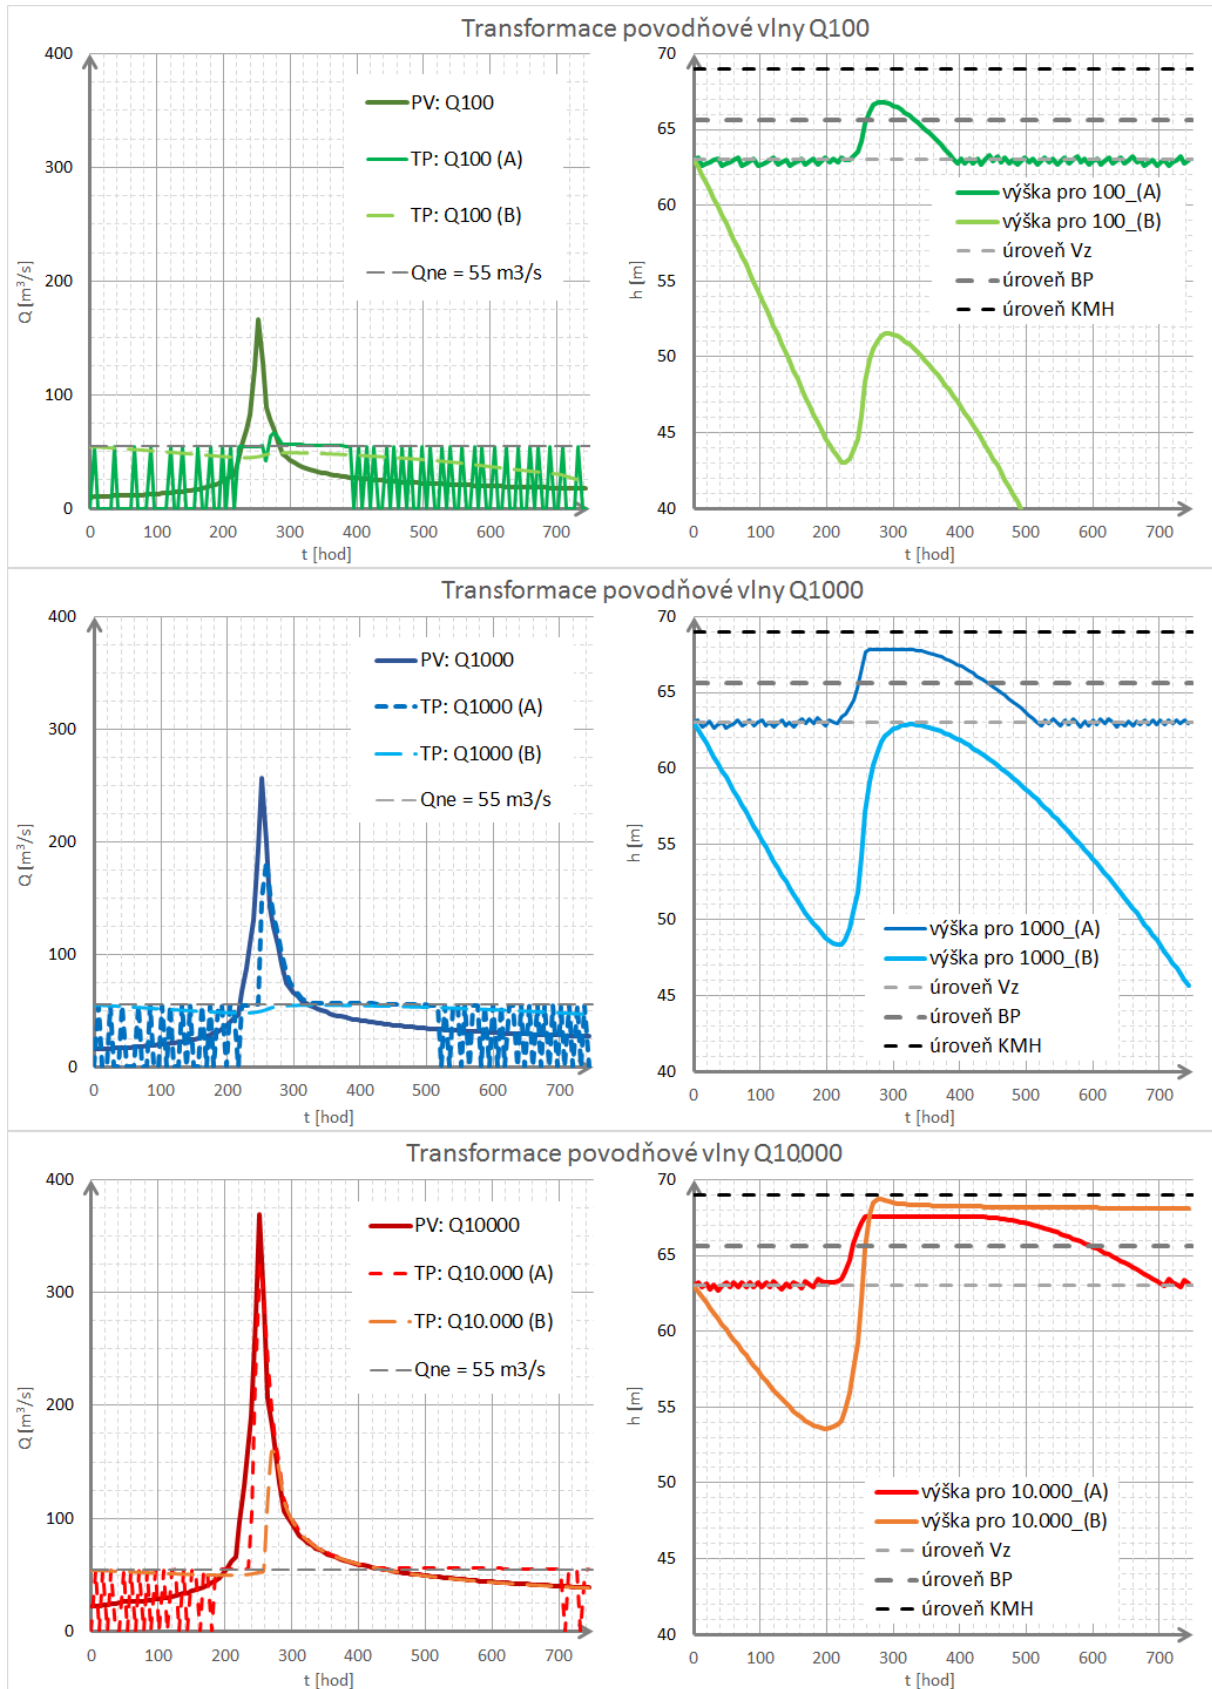 Transformace povodňové vlny Q100
400
300
200
100
0
Q [m³/s]
0 100 200 300 400 500 600 700
t [hod]
PV: Q100
TP: Q100 (A)
TP: Q100 (B)
Qne = 55 m3/s
70
65
60
55
50
45
40
h [m]
0 100 200 300 400 500 600 700
t [hod]
výška pro 100_(A)
výška pro 100_(B)
úroveň Vz
úroveň BP
úroveň KMH
Transformace povodňové vlny Q1000
400
300
200
100
0
Q [m³/s]
0 100 200 300 400 500 600 700
t [hod]
PV: Q1000
TP: Q1000 (A)
TP: Q1000 (B)
Qne = 55 m3/s
70
65
60
55
50
45
40
h [m]
0 100 200 300 400 500 600 700
t [hod]
výška pro 1000_(A)
výška pro 1000_(B)
úroveň Vz
úroveň BP
úroveň KMH
Transformace povodňové vlny Q10.000
400
300
200
100
0
Q [m³/s]
0 100 200 300 400 500 600 700
t [hod]
PV: Q10000
TP: Q10.000 (A)
TP: Q10.000 (B)
Qne = 55 m3/s
70
65
60
55
50
45
40
h [m]
0 100 200 300 400 500 600 700
t [hod]
výška pro 10.000_(A)
výška pro 10.000_(B)
úroveň Vz
úroveň BP
úroveň KMH